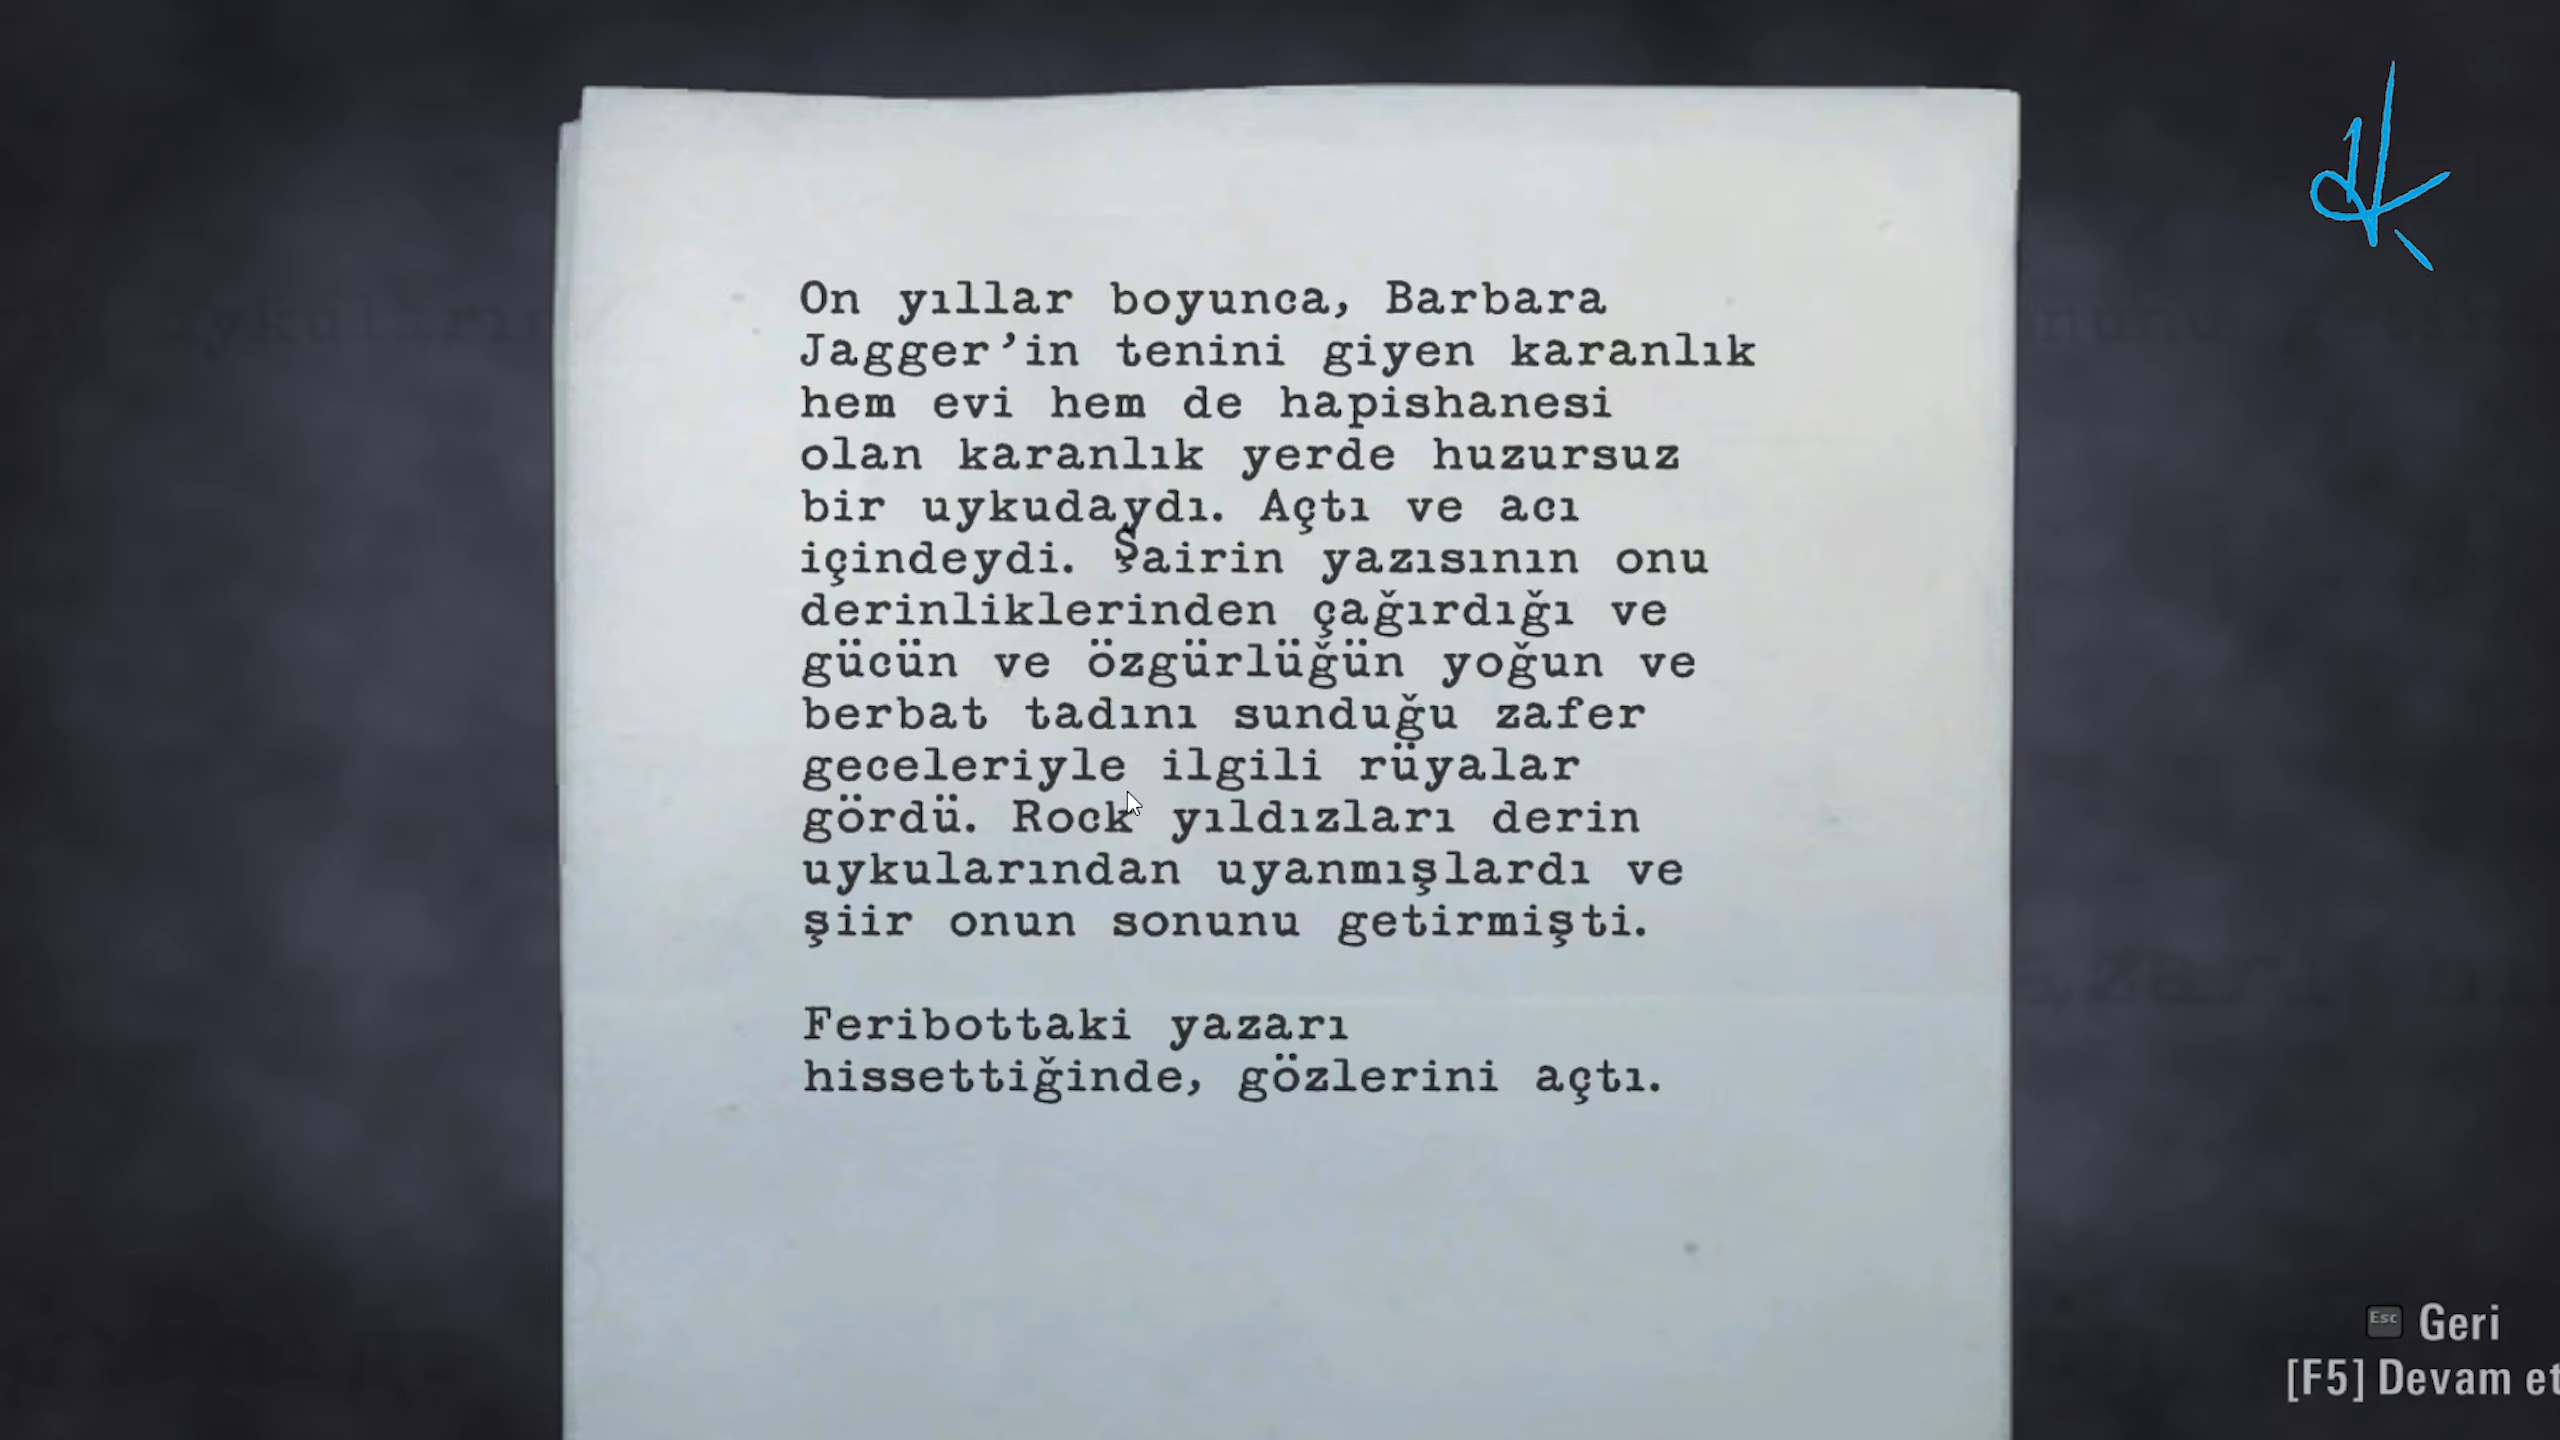 On yıllar boyunca, Barbara
Jagger’in tenini giyen karanlık
hem evi hem de hapishanesi
olan karanlık yerde huzursuz
bir uykudaydı. Açtı ve acı
içindeydi. Şairin yazısının onu
derinliklerinden çağırdığı ve
gücün ve özgürlüğün yoğun ve
berbat tadını sunduğu zafer
geceleriyle ilgili rüyalar
gördü. Rock yıldızları derin
uykularından uyanmışlardı ve
şiir onun sonunu getirmişti.
Feribottaki yazarı
hissettiğinde, gözlerini açtı.
Esc Geri
[F5] Devam et